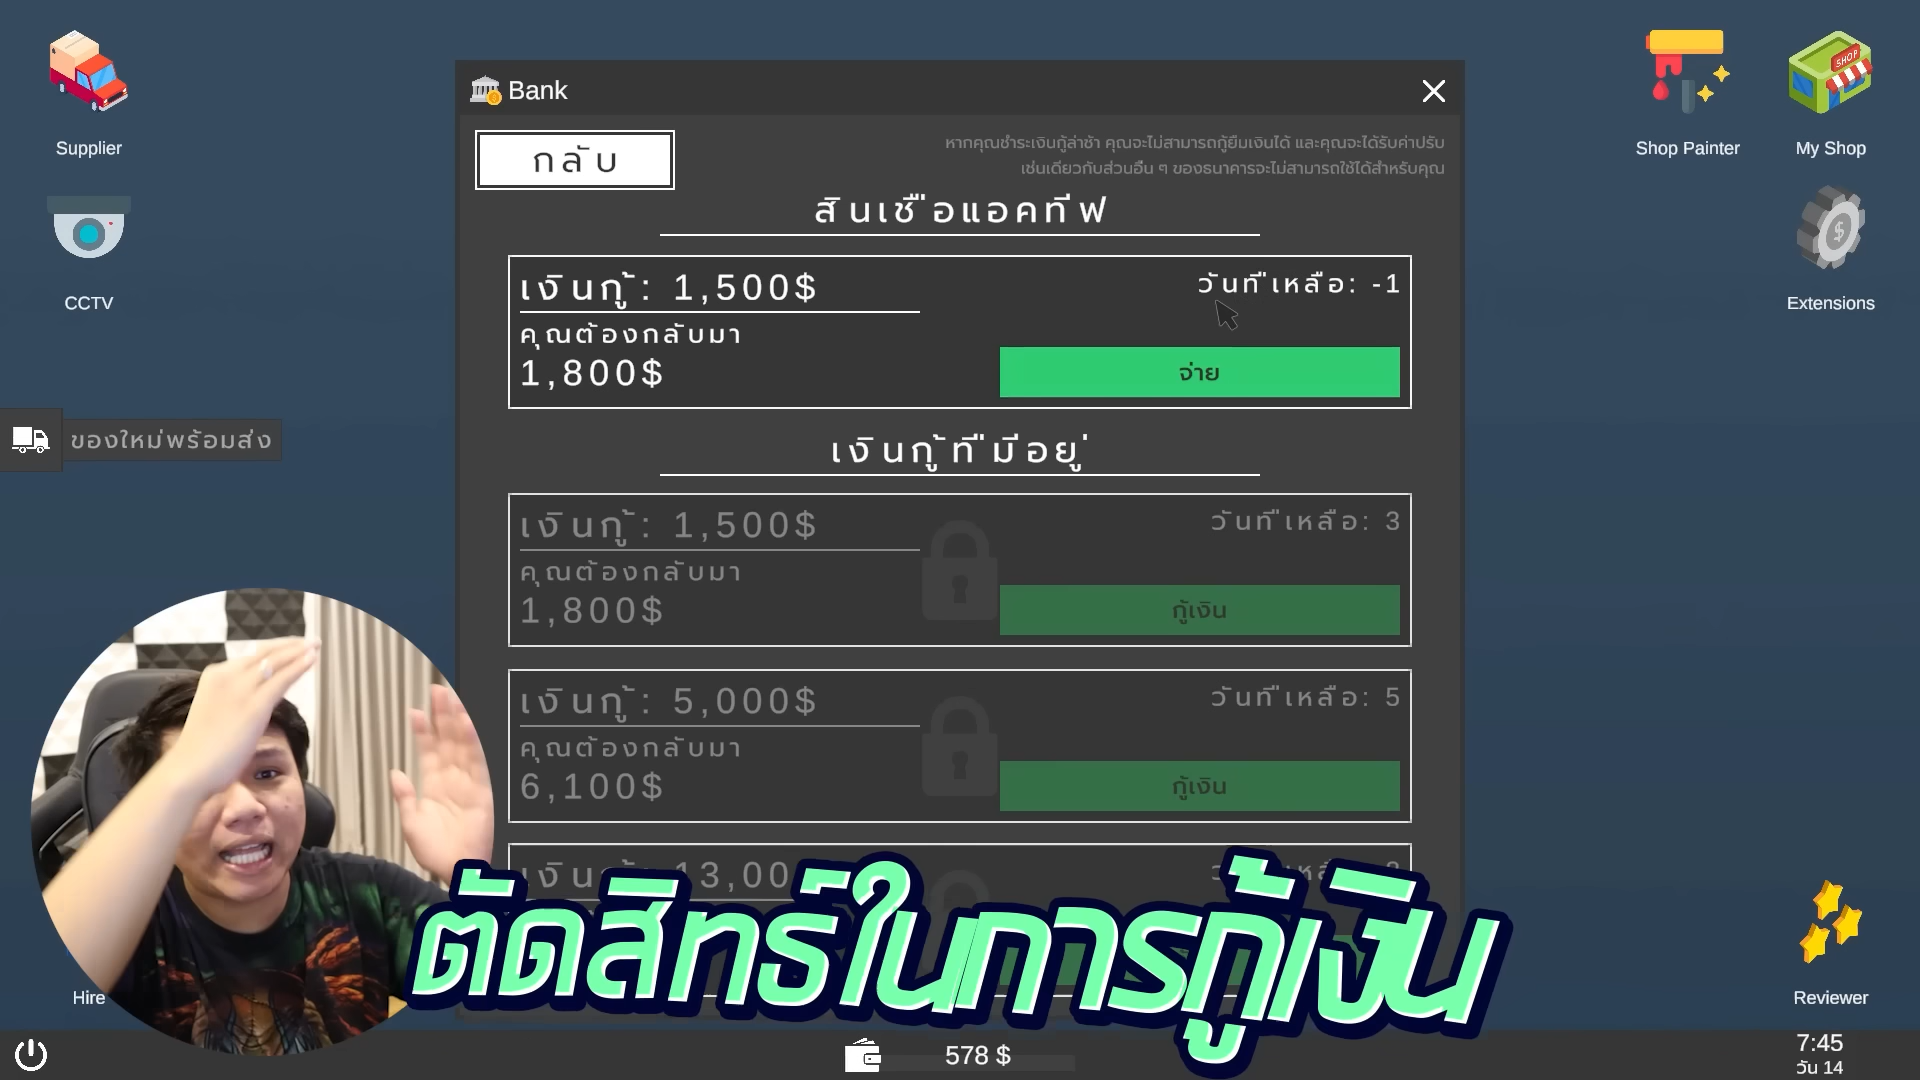 Supplier
CCTV
Shop Painter
My Shop
SHOP
Extensions
Bank
กลับ
หากคุณชำระเงินกู้ล่าช้า คุณจะไม่สามารถกู้ยืมเงินได้ และคุณจะได้รับค่าปรับ
เช่นเดียวกับส่วนอื่น ๆ ของธนาคารจะไม่สามารถใช้ได้สำหรับคุณ
สินเชื่อแอคทีฟ
เงินกู้: 1,500$
วันที่เหลือ: -1
คุณต้องกลับมา
1,800$
จ่าย
ของใหม่พร้อมส่ง
เงินกู้ที่มีอยู่
เงินกู้: 1,500$
วันที่เหลือ: 3
คุณต้องกลับมา
1,800$
กู้เงิน
เงินกู้: 5,000$
วันที่เหลือ: 5
คุณต้องกลับมา
6,100$
กู้เงิน
ตัดสิทธิ์ในการกู้เงิน
Hire
Reviewer
578 $
7:45
วัน 14